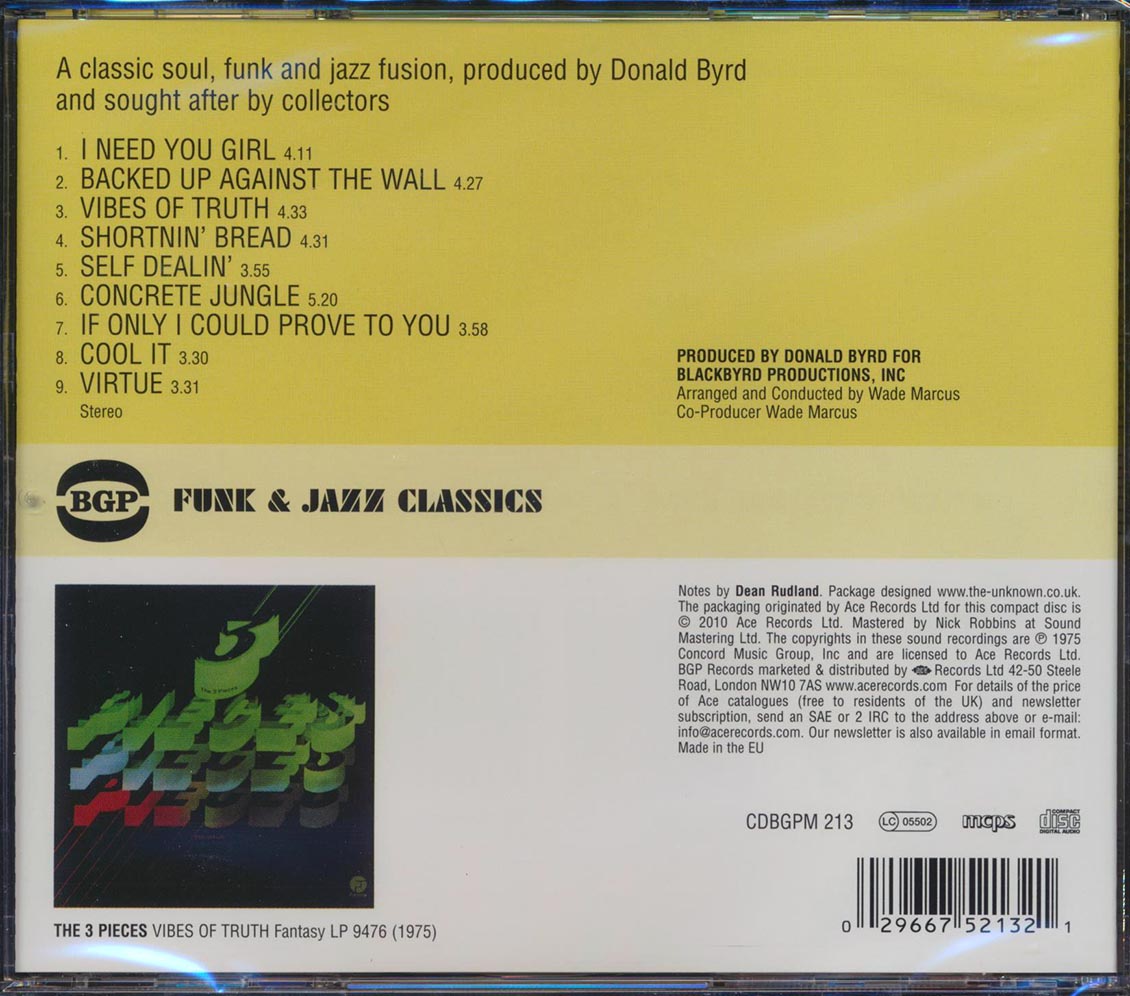 A classic soul, funk and jazz fusion, produced by Donald Byrd
and sought after by collectors
1. I NEED YOU GIRL 4.11
2. BACKED UP AGAINST THE WALL 4.27
3. VIBES OF TRUTH 4.33
4. SHORTNIN' BREAD 4.31
5. SELF DEALIN' 3.55
6. CONCRETE JUNGLE 5.20
7. IF ONLY I COULD PROVE TO YOU 3.58
8. COOL IT 3.30
9. VIRTUE 3.31
Stereo
PRODUCED BY DONALD BYRD FOR
BLACKBYRD PRODUCTIONS, INC
Arranged and Conducted by Wade Marcus
Co-Producer Wade Marcus
BGP FUNK & JAZZ CLASSICS
3
The 3 Pieces
PIECES
PIECES
PIECES
THE 3 PIECES VIBES OF TRUTH Fantasy LP 9476 (1975)
Notes by Dean Rudland. Package designed www.the-unknown.co.uk.
The packaging originated by Ace Records Ltd for this compact disc is
© 2010 Ace Records Ltd. Mastered by Nick Robbins at Sound
Mastering Ltd. The copyrights in these sound recordings are ℗ 1975
Concord Music Group, Inc and are licensed to Ace Records Ltd.
BGP Records marketed & distributed by Records Ltd 42-50 Steele
Road, London NW10 7AS www.acerecords.com For details of the price
of Ace catalogues (free to residents of the UK) and newsletter
subscription, send an SAE or 2 IRC to the address above or e-mail:
info@acerecords.com. Our newsletter is also available in email format.
Made in the EU
CDBGPM 213 LC 05502 mcps COMPACT disc DIGITAL AUDIO
0 29667 52132 1